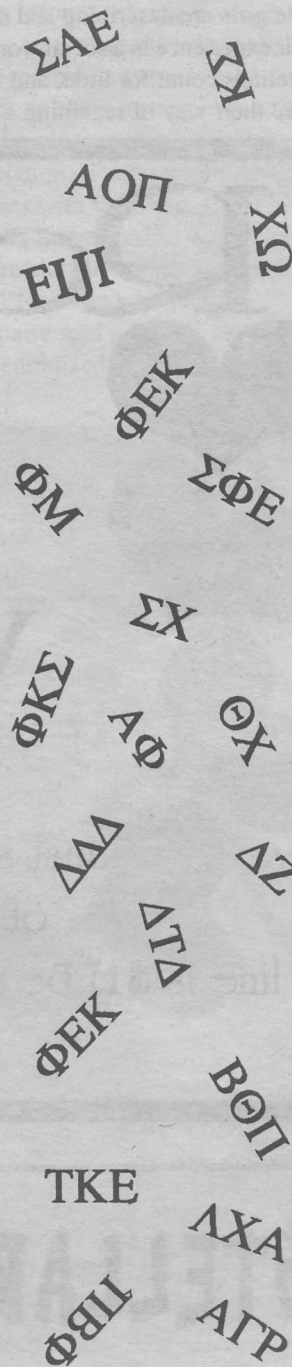 ΣΑΕ
ΚΣ
ΑΟΠ
ΧΩ
FIJI
ΦΕΚ
ΦΜ
ΣΦΕ
ΣΧ
ΦΚΣ
ΑΦ
ΘΧ
ΔΔΔ
ΔΖ
ΔΤΔ
ΦΕΚ
ΒΘΠ
ΤΚΕ
ΛΧΑ
ΠΒΦ
ΑΓΡ